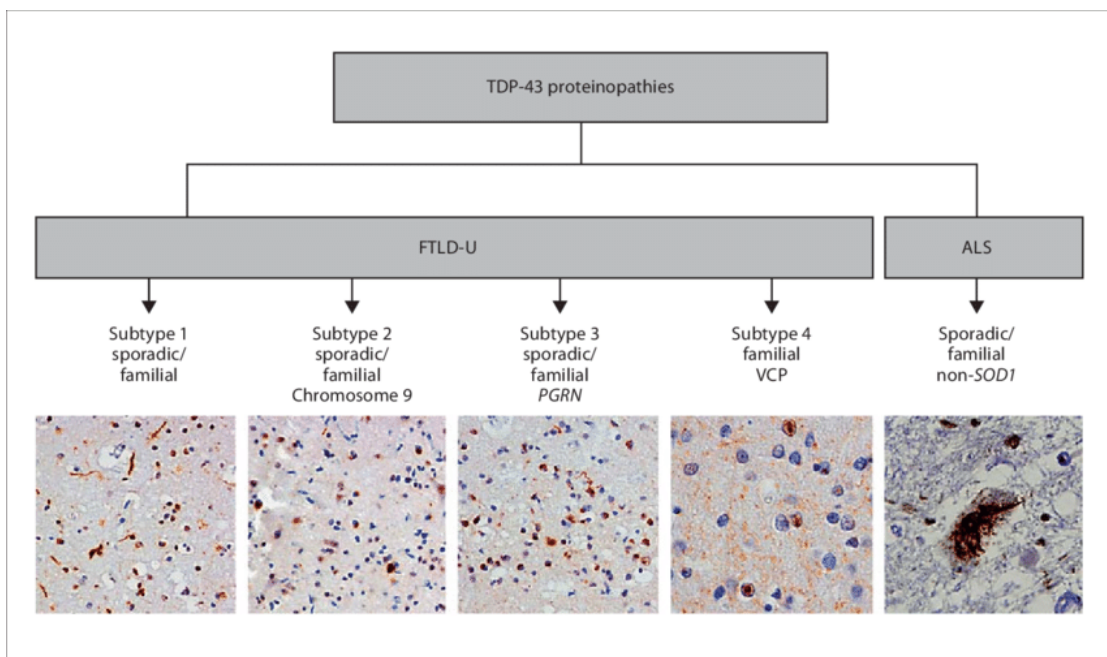 TDP-43 proteinopathies
FTLD-U
ALS
Subtype 1
sporadic/
familial
Subtype 2
sporadic/
familial
Chromosome 9
Subtype 3
sporadic/
familial
PGRN
Subtype 4
familial
VCP
Sporadic/
familial
non-SOD1